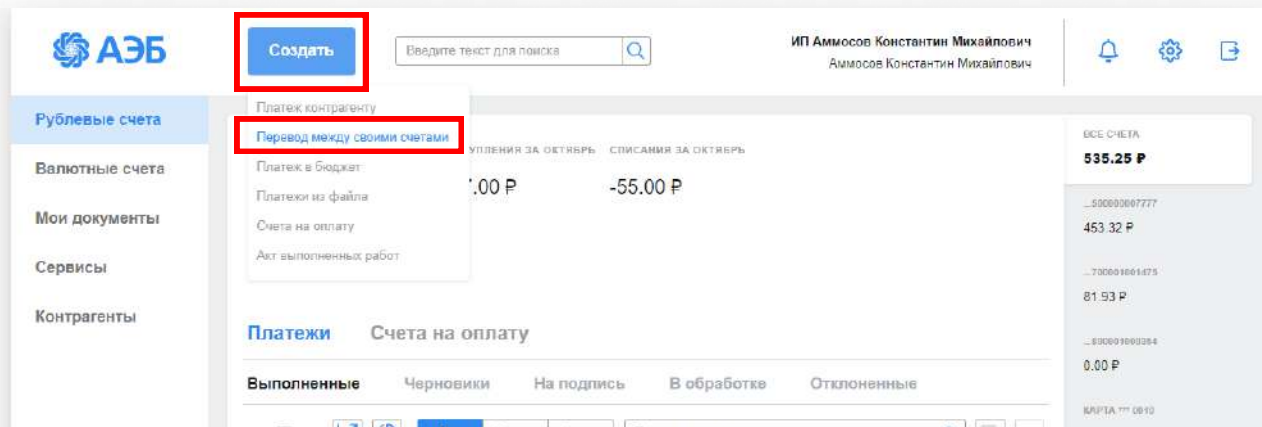 АЭБ
Создать
Введите текст для поиска
ИП Аммосов Константин Михайлович
Аммосов Константин Михайлович
Рублевые счета
Валютные счета
Мои документы
Сервисы
Контрагенты
Платеж контрагенту
Перевод между своими счетами
Платеж в бюджет
Платежи из файла
Счета на оплату
Акт выполненных работ
УПЛЕНИЯ ЗА ОКТЯБРЬ СПИСАНИЯ ЗА ОКТЯБРЬ
.00 ₽ -55.00 ₽
Платежи Счета на оплату
Выполненные Черновики На подпись В обработке Отклоненные
ВСЕ СЧЕТА
535.25 ₽
453.32 ₽
81.93 ₽
0.00 ₽
КАРТА ***